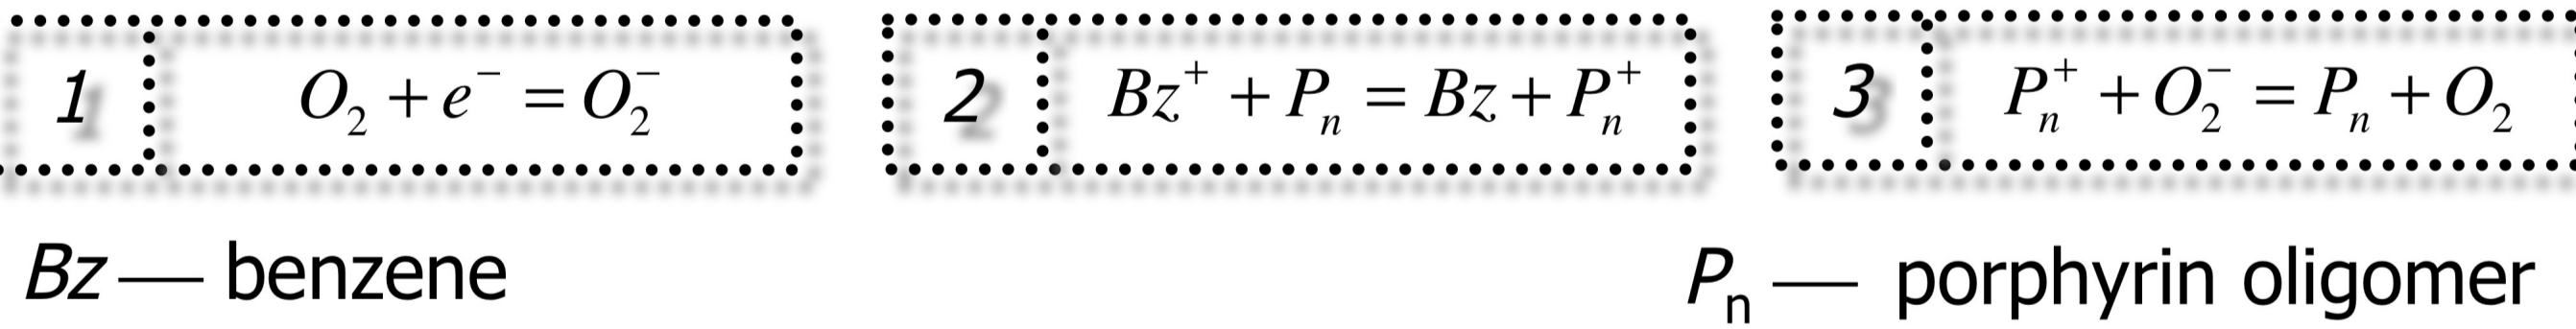 1 O₂ + e⁻ = O₂⁻ 2 Bz⁺ + Pₙ = Bz + Pₙ⁺ 3 Pₙ⁺ + O₂⁻ = Pₙ + O₂
Bz — benzene Pₙ — porphyrin oligomer